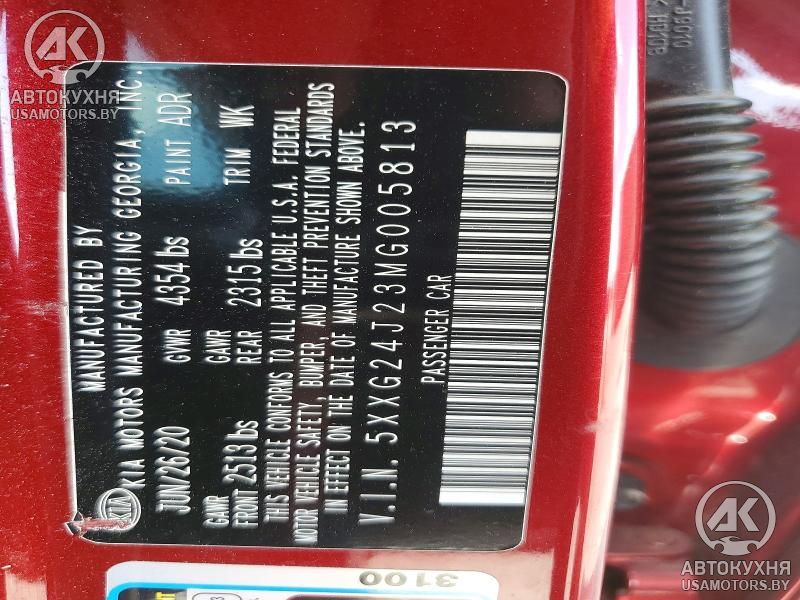 АВТОКУХНЯ
USAMOTORS.BY
MANUFACTURED BY
KIA MOTORS MANUFACTURING GEORGIA, INC.
KIA
JUN/26/20 GVWR 4354 lbs PAINT ADR
GAWR FRONT 2513 lbs GAWR REAR 2315 lbs TRIM WK
THIS VEHICLE CONFORMS TO ALL APPLICABLE U.S.A. FEDERAL
MOTOR VEHICLE SAFETY, BUMPER, AND THEFT PREVENTION STANDARDS
IN EFFECT ON THE DATE OF MANUFACTURE SHOWN ABOVE.
V.I.N. 5XXG24J23MG005813
PASSENGER CAR
3100
АВТОКУХНЯ
USAMOTORS.BY